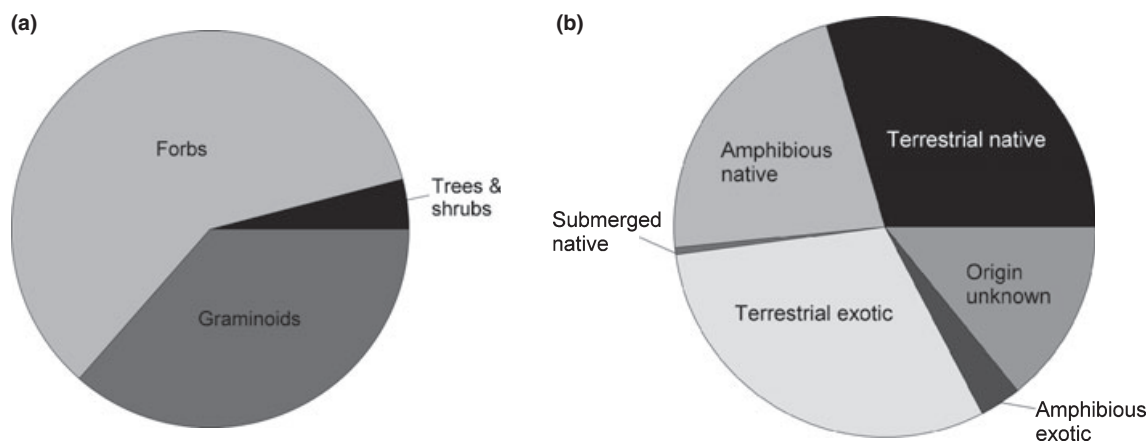 (a)
Forbs
Trees &
shrubs
Graminoids
(b)
Terrestrial native
Amphibious
native
Submerged
native
Origin
unknown
Terrestrial exotic
Amphibious
exotic